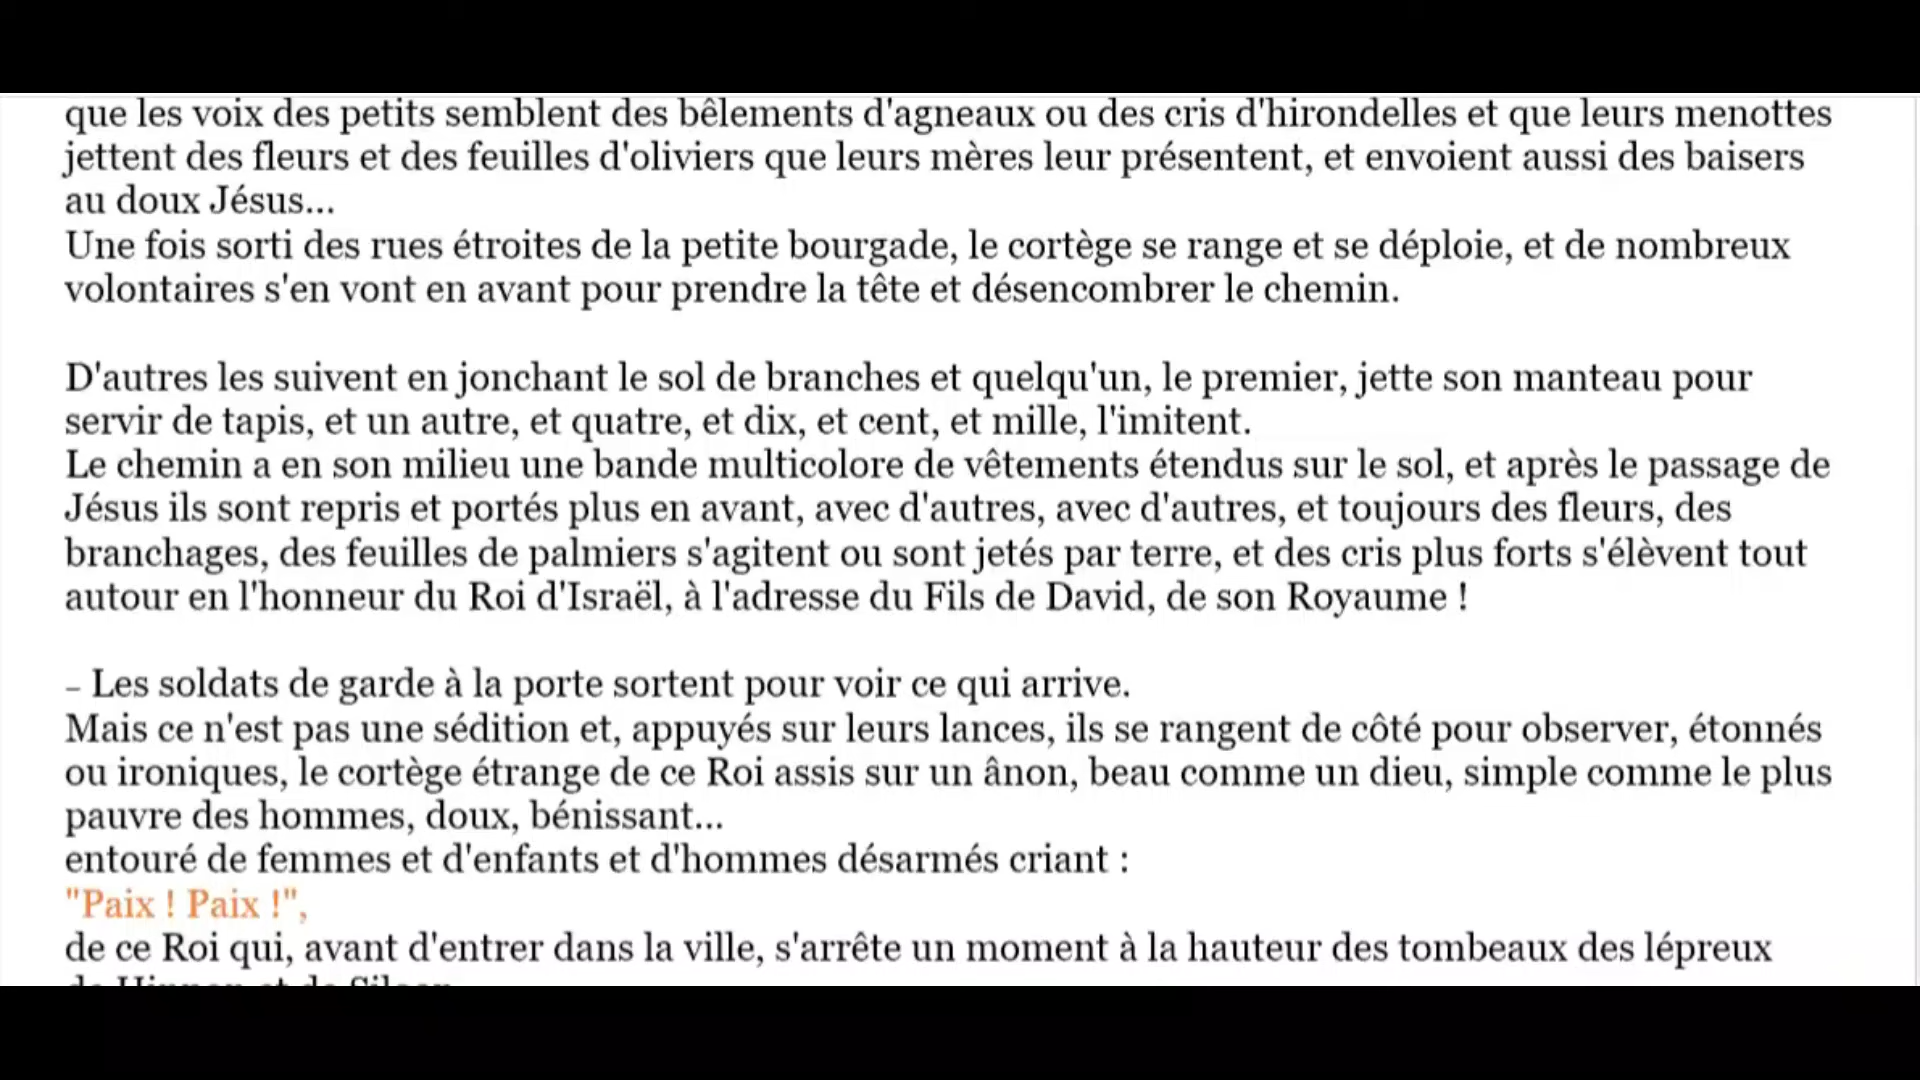 que les voix des petits semblent des bêlements d'agneaux ou des cris d'hirondelles et que leurs menottes
jettent des fleurs et des feuilles d'oliviers que leurs mères leur présentent, et envoient aussi des baisers
au doux Jésus...
Une fois sorti des rues étroites de la petite bourgade, le cortège se range et se déploie, et de nombreux
volontaires s'en vont en avant pour prendre la tête et désencombrer le chemin.
D'autres les suivent en jonchant le sol de branches et quelqu'un, le premier, jette son manteau pour
servir de tapis, et un autre, et quatre, et dix, et cent, et mille, l'imitent.
Le chemin a en son milieu une bande multicolore de vêtements étendus sur le sol, et après le passage de
Jésus ils sont repris et portés plus en avant, avec d'autres, avec d'autres, et toujours des fleurs, des
branchages, des feuilles de palmiers s'agitent ou sont jetés par terre, et des cris plus forts s'élèvent tout
autour en l'honneur du Roi d'Israël, à l'adresse du Fils de David, de son Royaume !
– Les soldats de garde à la porte sortent pour voir ce qui arrive.
Mais ce n'est pas une sédition et, appuyés sur leurs lances, ils se rangent de côté pour observer, étonnés
ou ironiques, le cortège étrange de ce Roi assis sur un ânon, beau comme un dieu, simple comme le plus
pauvre des hommes, doux, bénissant...
entouré de femmes et d'enfants et d'hommes désarmés criant :
"Paix ! Paix !",
de ce Roi qui, avant d'entrer dans la ville, s'arrête un moment à la hauteur des tombeaux des lépreux